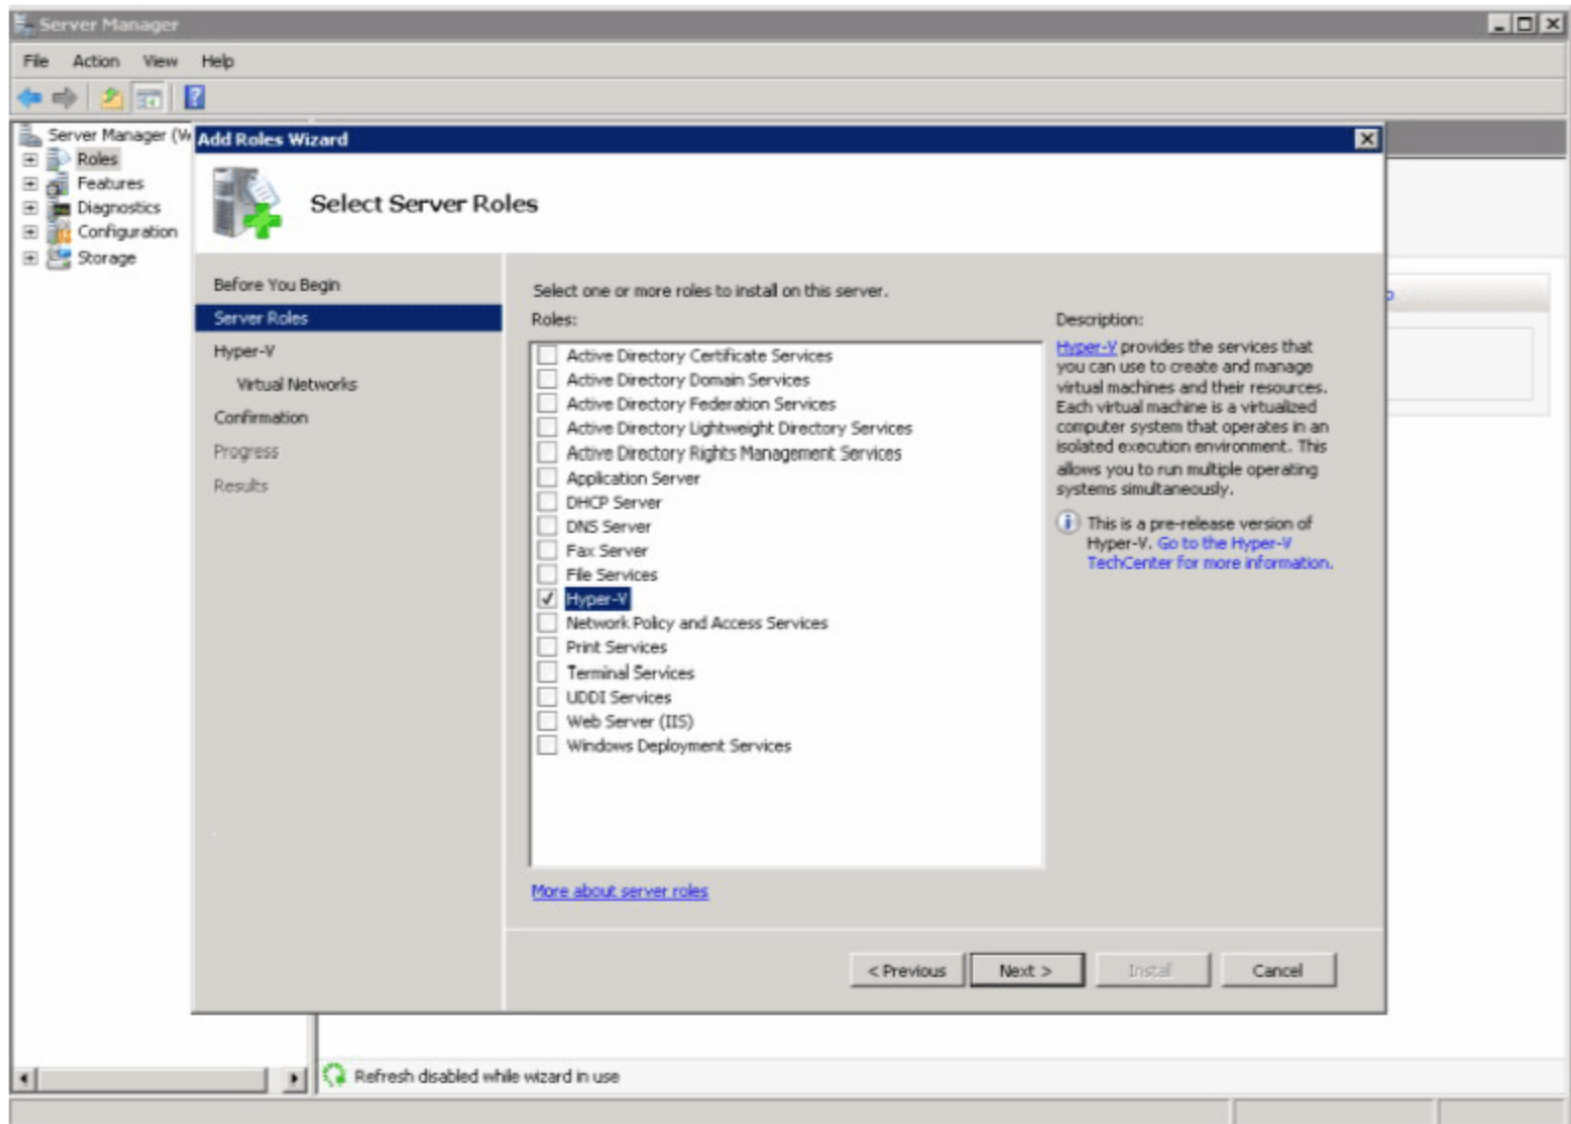 Server Manager
File Action View Help
Server Manager (W
Roles
Features
Diagnostics
Configuration
Storage
Add Roles Wizard
Select Server Roles
Before You Begin
Server Roles
Hyper-V
Virtual Networks
Confirmation
Progress
Results
Select one or more roles to install on this server.
Roles:
Active Directory Certificate Services
Active Directory Domain Services
Active Directory Federation Services
Active Directory Lightweight Directory Services
Active Directory Rights Management Services
Application Server
DHCP Server
DNS Server
Fax Server
File Services
Hyper-V
Network Policy and Access Services
Print Services
Terminal Services
UDDI Services
Web Server (IIS)
Windows Deployment Services
More about server roles
Description:
Hyper-V provides the services that
you can use to create and manage
virtual machines and their resources.
Each virtual machine is a virtualized
computer system that operates in an
isolated execution environment. This
allows you to run multiple operating
systems simultaneously.
This is a pre-release version of
Hyper-V. Go to the Hyper-V
TechCenter for more information.
< Previous Next > Install Cancel
Refresh disabled while wizard in use